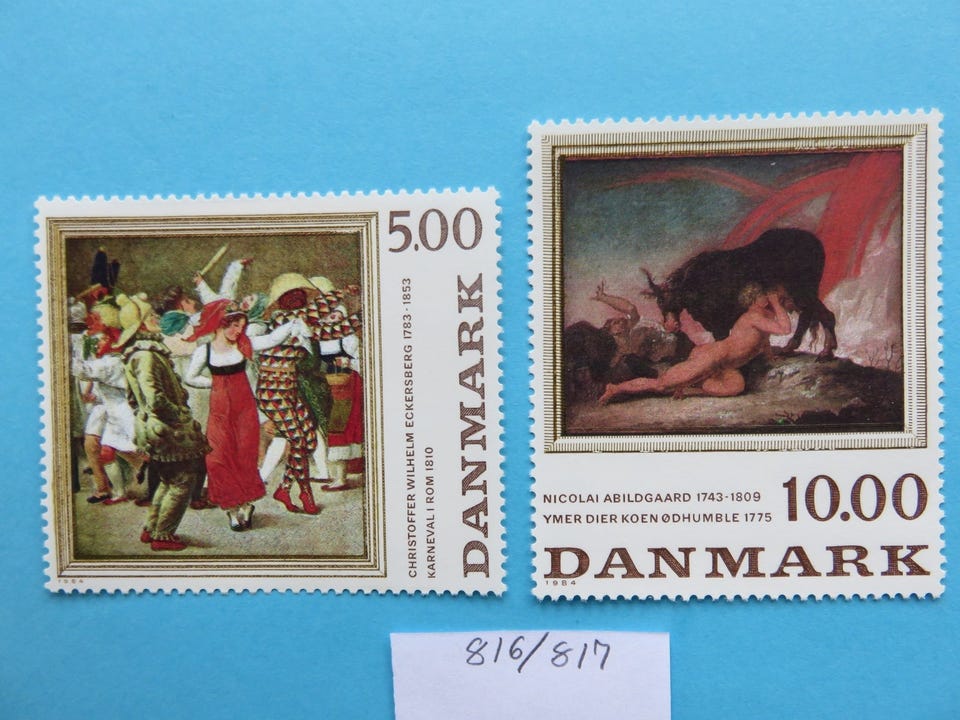 5.00
CHRISTOFFER WILHELM ECKERSBERG 1783-1853
KARNEVAL I ROM 1810
DANMARK
1984
NICOLAI ABILDGAARD 1743-1809
YMER DIER KOEN ØDHUMBLE 1775
10.00
DANMARK
1984
816/817